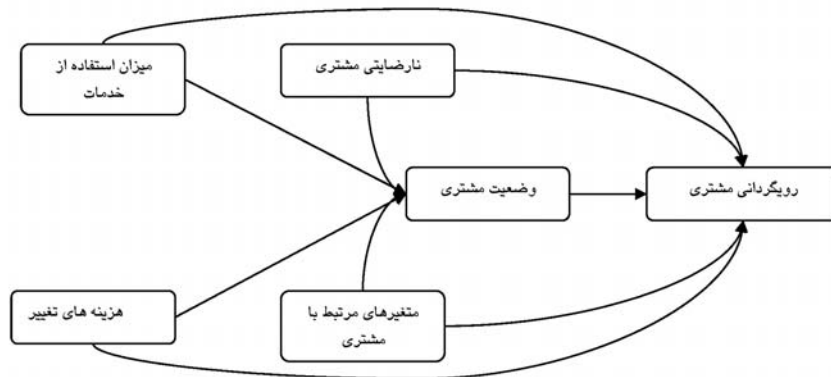 میزان استفاده از
خدمات
نارضایتی مشتری
وضعیت مشتری
رویگردانی مشتری
هزینه های تغییر
متغیرهای مرتبط با
مشتری